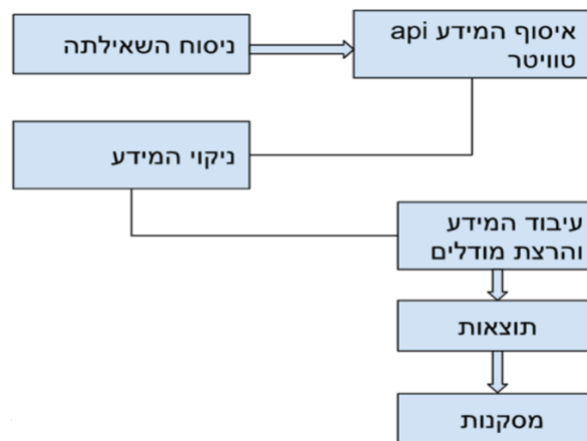 ניסוח השאילתה
איסוף המידע api
טוויטר
ניקוי המידע
עיבוד המידע
והרצת מודלים
תוצאות
מסקנות